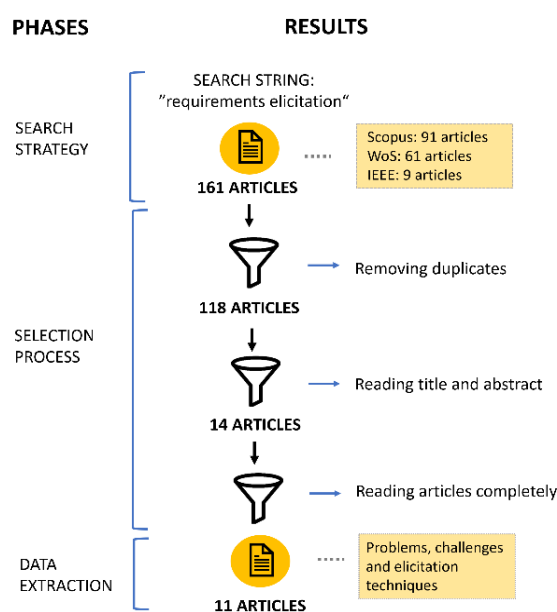 PHASES
RESULTS
SEARCH STRING:
”requirements elicitation“
SEARCH
STRATEGY
Scopus: 91 articles
WoS: 61 articles
IEEE: 9 articles
161 ARTICLES
Removing duplicates
118 ARTICLES
SELECTION
PROCESS
Reading title and abstract
14 ARTICLES
Reading articles completely
DATA
EXTRACTION
Problems, challenges
and elicitation
techniques
11 ARTICLES